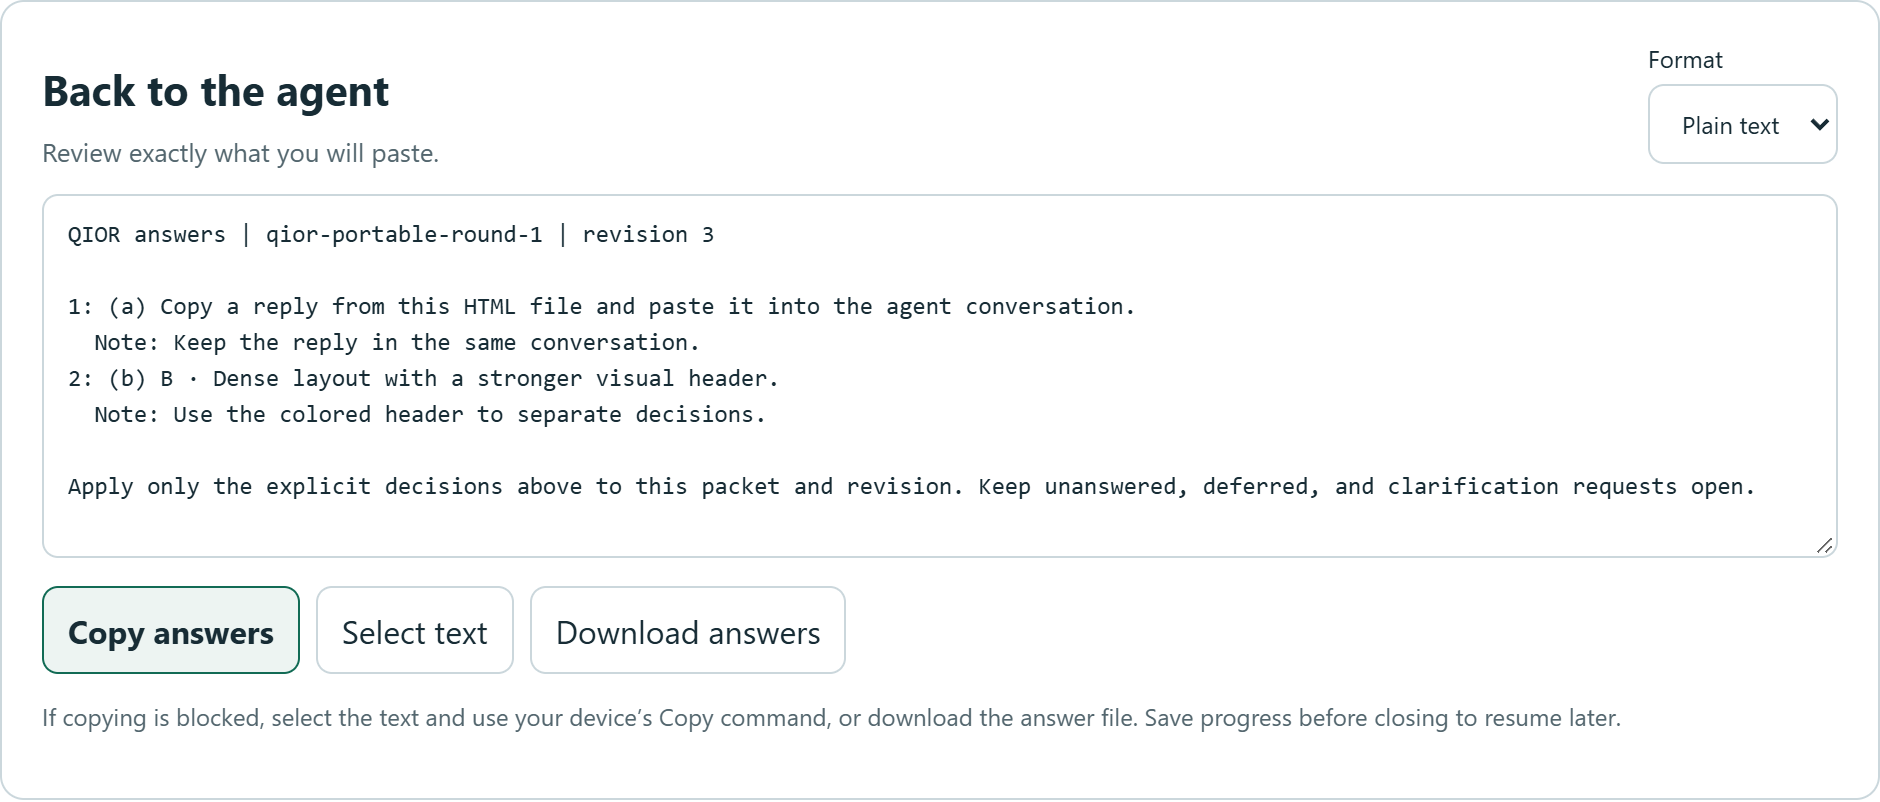 Back to the agent
Review exactly what you will paste.
Format
Plain text
QIOR answers | qior-portable-round-1 | revision 3
1: (a) Copy a reply from this HTML file and paste it into the agent conversation.
Note: Keep the reply in the same conversation.
2: (b) B · Dense layout with a stronger visual header.
Note: Use the colored header to separate decisions.
Apply only the explicit decisions above to this packet and revision. Keep unanswered, deferred, and clarification requests open.
Copy answers
Select text
Download answers
If copying is blocked, select the text and use your device’s Copy command, or download the answer file. Save progress before closing to resume later.